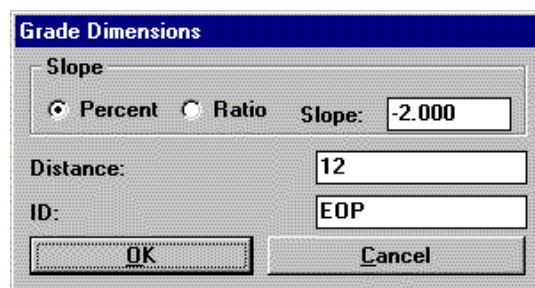 Grade Dimensions
Slope
Percent Ratio Slope: -2.000
Distance: 12
ID: EOP
OK Cancel